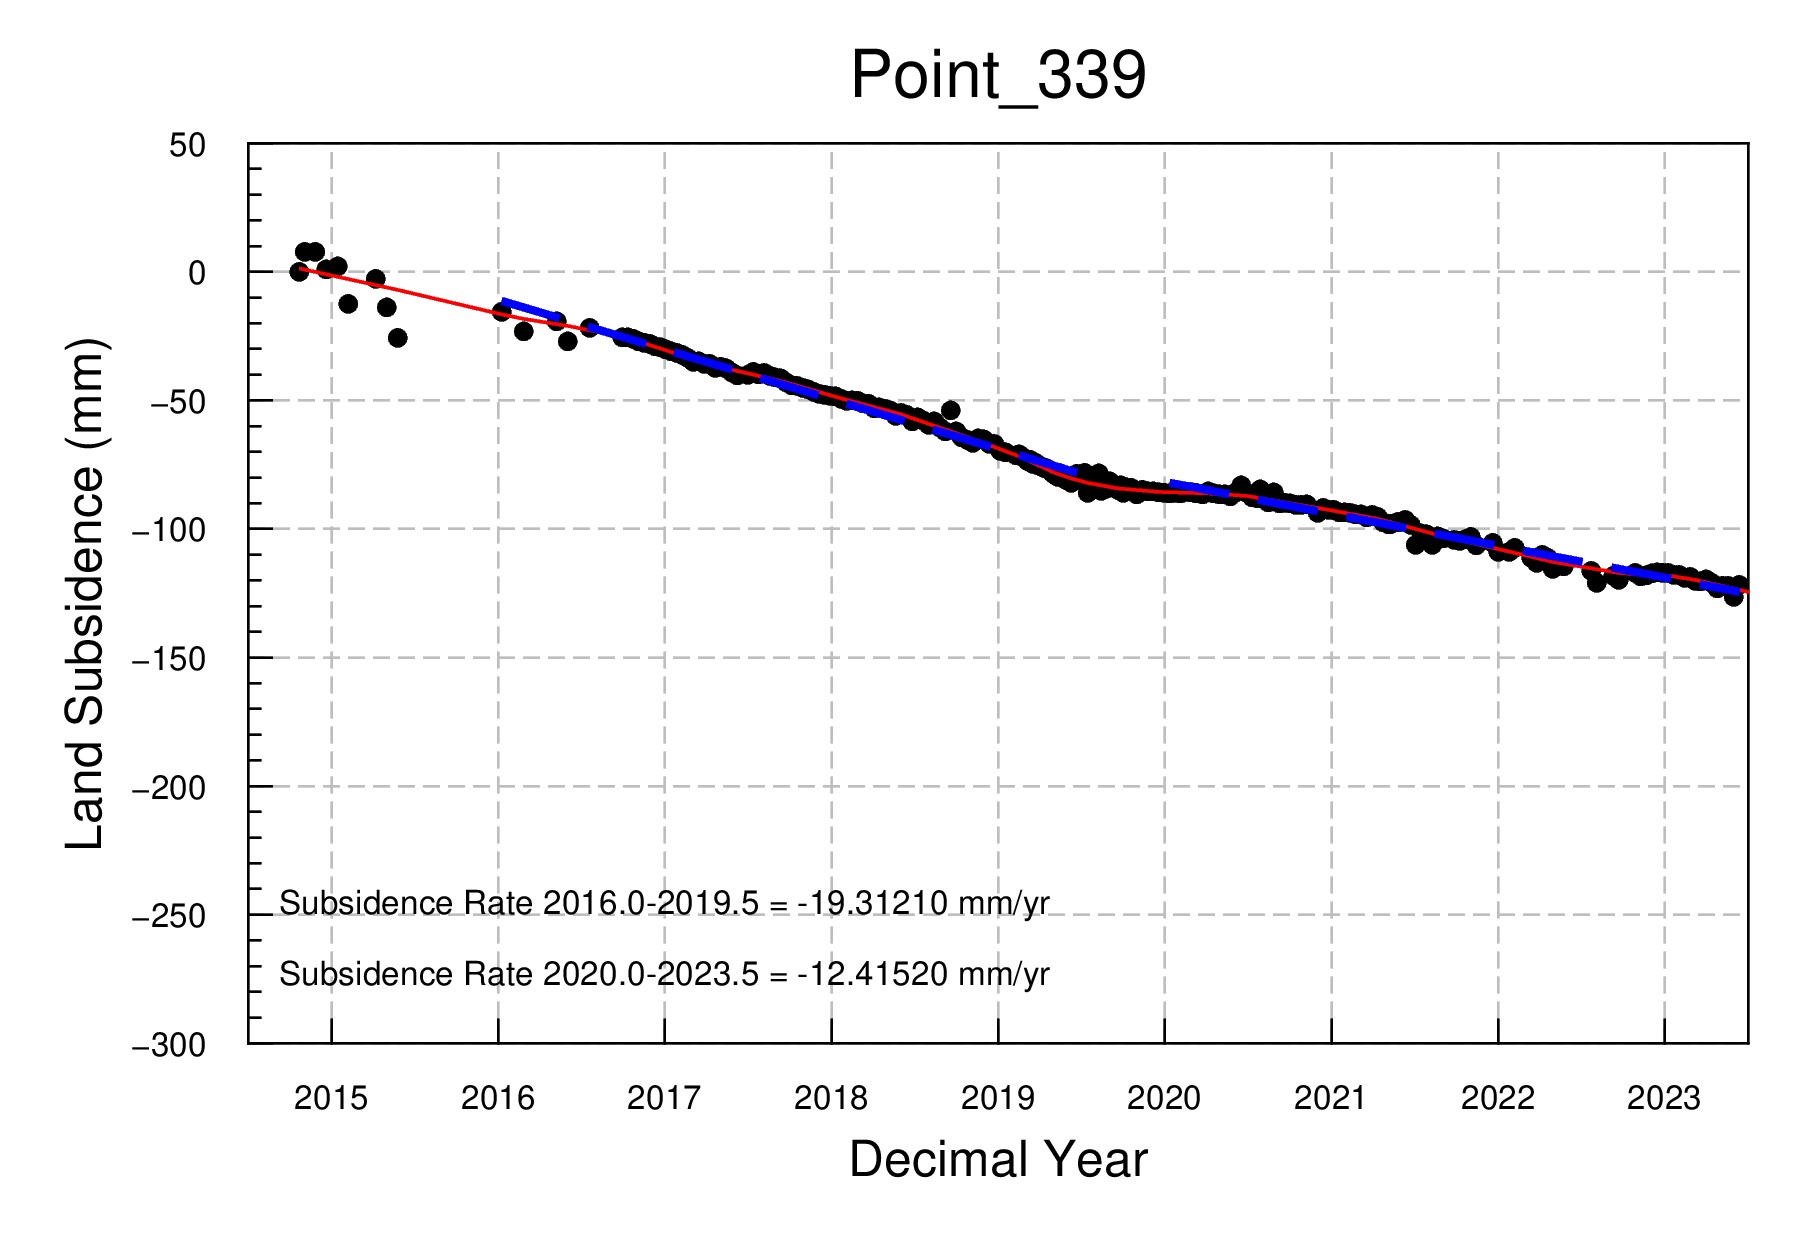 Point_339
50
0
−50
−100
−150
−200
−250
−300
Land Subsidence (mm)
Subsidence Rate 2016.0-2019.5 = -19.31210 mm/yr
Subsidence Rate 2020.0-2023.5 = -12.41520 mm/yr
2015 2016 2017 2018 2019 2020 2021 2022 2023
Decimal Year